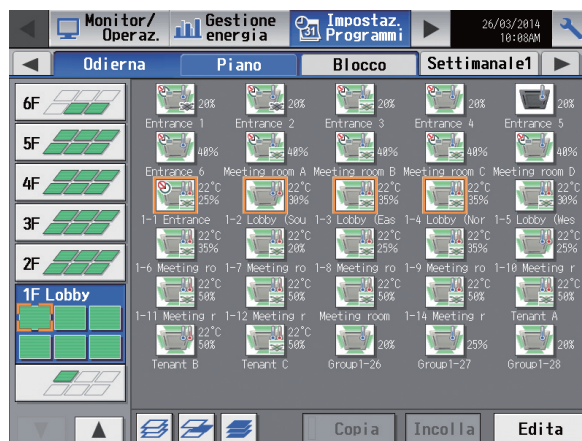 Monitor/ Operaz. Gestione energia Impostaz. Programmi 26/03/2014 10:08AM
Odierna Piano Blocco Settimanale1
6F
5F
4F
3F
2F
1F Lobby
20% 20% 20% 20% 20%
Entrance 1 Entrance 2 Entrance 3 Entrance 4 Entrance 5
40% 40% 40% 40% 40%
Entrance 6 Meeting room A Meeting room B Meeting room C Meeting room D
22°C 22°C 22°C 22°C 22°C
25% 30% 35% 35% 30%
1-1 Entrance 1-2 Lobby (Sou 1-3 Lobby (Eas 1-4 Lobby (Nor 1-5 Lobby (Wes
22°C 22°C 22°C 22°C 22°C
35% 20% 25% 35% 25%
1-6 Meeting ro 1-7 Meeting ro 1-8 Meeting ro 1-9 Meeting ro 1-10 Meeting r
22°C 22°C 22°C 22°C 22°C
50% 50% 50% 50% 50%
1-11 Meeting r 1-12 Meeting r Meeting room 1-14 Meeting r Tenant A
22°C 22°C
50% 50% 20% 25% 20%
Tenant B Tenant C Group1-26 Group1-27 Group1-28
Copia Incolla Edita